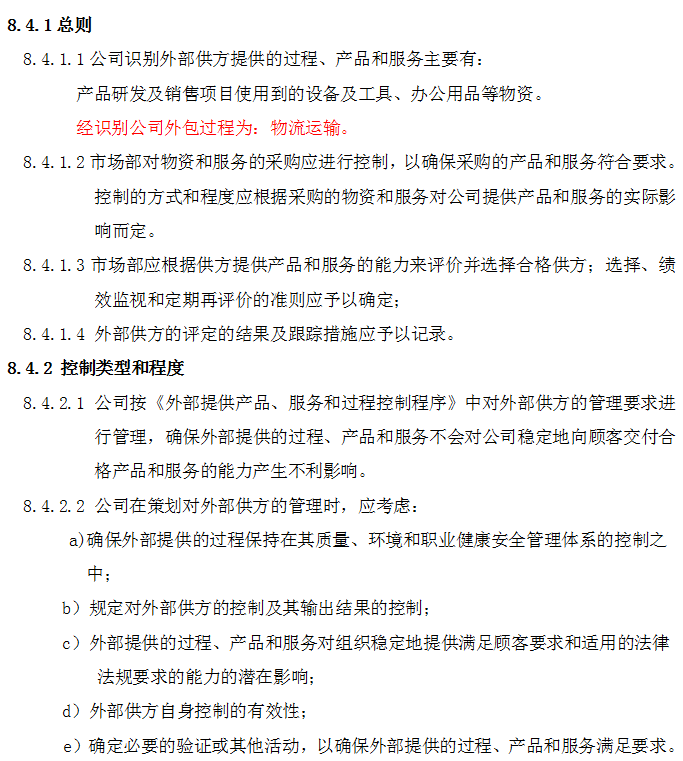 8.4.1总则
8.4.1.1公司识别外部供方提供的过程、产品和服务主要有：
产品研发及销售项目使用到的设备及工具、办公用品等物资。
经识别公司外包过程为：物流运输。
8.4.1.2市场部对物资和服务的采购应进行控制，以确保采购的产品和服务符合要求。
控制的方式和程度应根据采购的物资和服务对公司提供产品和服务的实际影
响而定。
8.4.1.3市场部应根据供方提供产品和服务的能力来评价并选择合格供方；选择、绩
效监视和定期再评价的准则应予以确定；
8.4.1.4 外部供方的评定的结果及跟踪措施应予以记录。
8.4.2 控制类型和程度
8.4.2.1 公司按《外部提供产品、服务和过程控制程序》中对外部供方的管理要求进
行管理，确保外部提供的过程、产品和服务不会对公司稳定地向顾客交付合
格产品和服务的能力产生不利影响。
8.4.2.2 公司在策划对外部供方的管理时，应考虑：
a)确保外部提供的过程保持在其质量、环境和职业健康安全管理体系的控制之
中；
b）规定对外部供方的控制及其输出结果的控制；
c）外部提供的过程、产品和服务对组织稳定地提供满足顾客要求和适用的法律
法规要求的能力的潜在影响；
d）外部供方自身控制的有效性；
e）确定必要的验证或其他活动，以确保外部提供的过程、产品和服务满足要求。